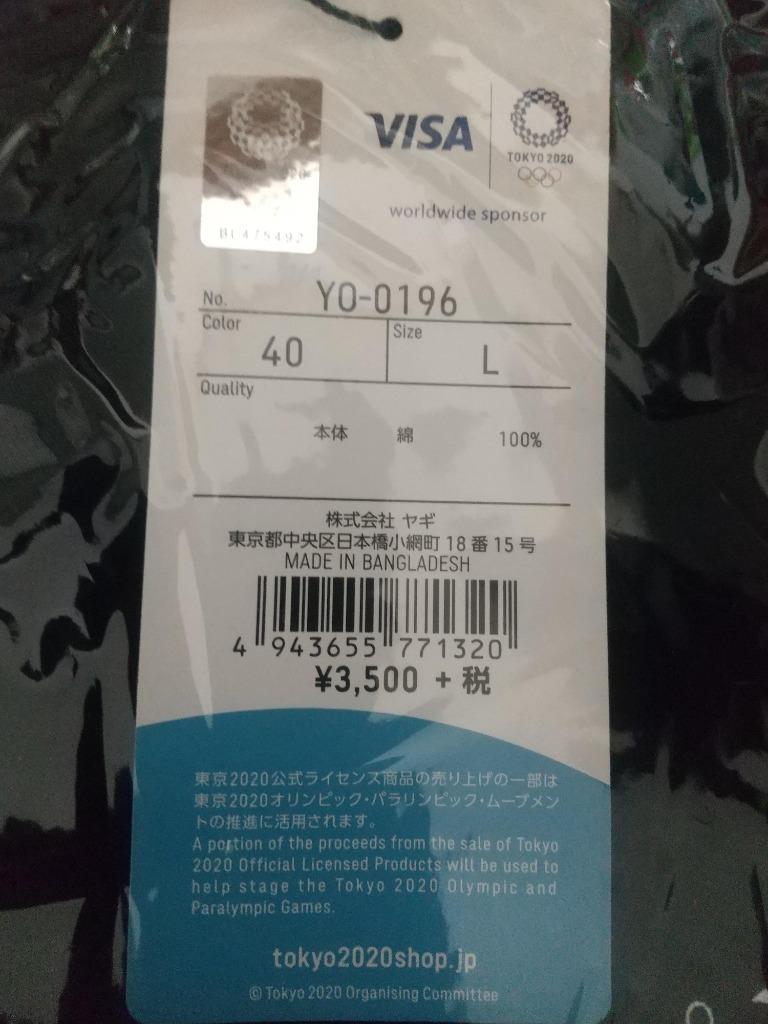 VISA
TOKYO 2020
worldwide sponsor
BL475492
No. YO-0196
Color 40 Size L
Quality
本体 綿 100%
株式会社 ヤギ
東京都中央区日本橋小網町 18 番 15 号
MADE IN BANGLADESH
4 943655 771320
¥3,500 + 税
東京2020公式ライセンス商品の売り上げの一部は
東京2020オリンピック・パラリンピック・ムーブメン
トの推進に活用されます。
A portion of the proceeds from the sale of Tokyo
2020 Official Licensed Products will be used to
help stage the Tokyo 2020 Olympic and
Paralympic Games.
tokyo2020shop.jp
© Tokyo 2020 Organising Committee